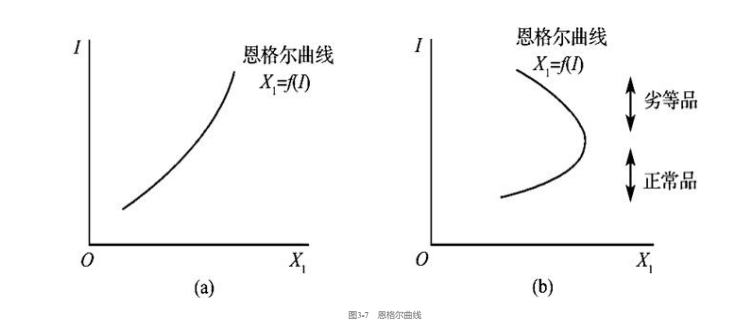 I
恩格尔曲线
X₁=f(I)
O
X₁
(a)
I
恩格尔曲线
X₁=f(I)
劣等品
正常品
O
X₁
(b)
图3-7 恩格尔曲线